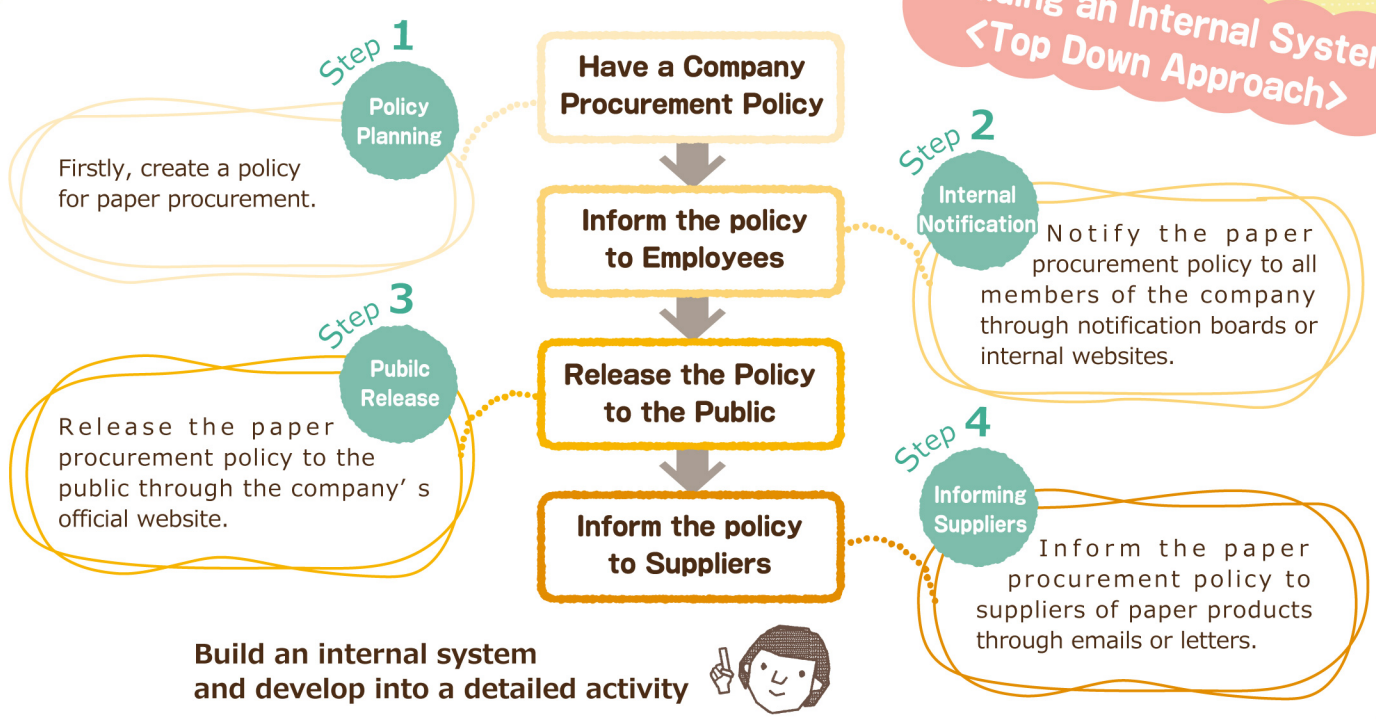 an Internal
<Top Down Approach>
Step 1
Policy
Planning
Firstly, create a policy
for paper procurement.
Have a Company
Procurement Policy
Step 2
Internal
Notification
Notify the paper
procurement policy to all
members of the company
through notification boards or
internal websites.
Inform the policy
to Employees
Step 3
Pubilc
Release
Release the paper
procurement policy to the
public through the company' s
official website.
Release the Policy
to the Public
Step 4
Informing
Suppliers
Inform the paper
procurement policy to
suppliers of paper products
through emails or letters.
Inform the policy
to Suppliers
Build an internal system
and develop into a detailed activity